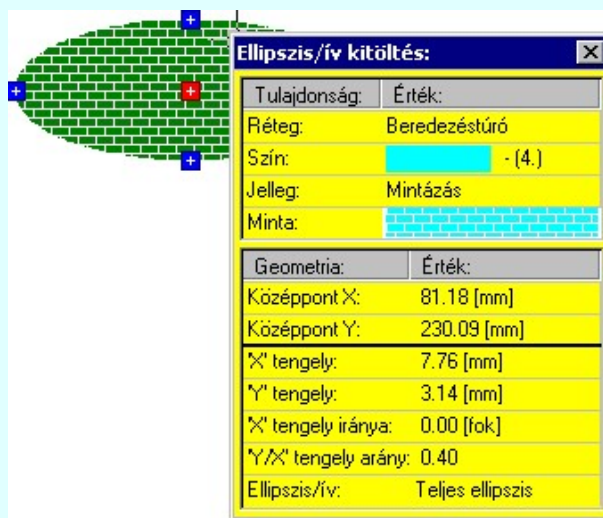 Ellipszis/ív kitöltés:
Tulajdonság: Érték:
Réteg: Beredezéstúró
Szín: - (4.)
Jelleg: Mintázás
Minta:
Geometria: Érték:
Középpont X: 81.18 [mm]
Középpont Y: 230.09 [mm]
'X' tengely: 7.76 [mm]
'Y' tengely: 3.14 [mm]
'X' tengely iránya: 0.00 [fok]
'Y/X' tengely arány: 0.40
Ellipszis/ív: Teljes ellipszis